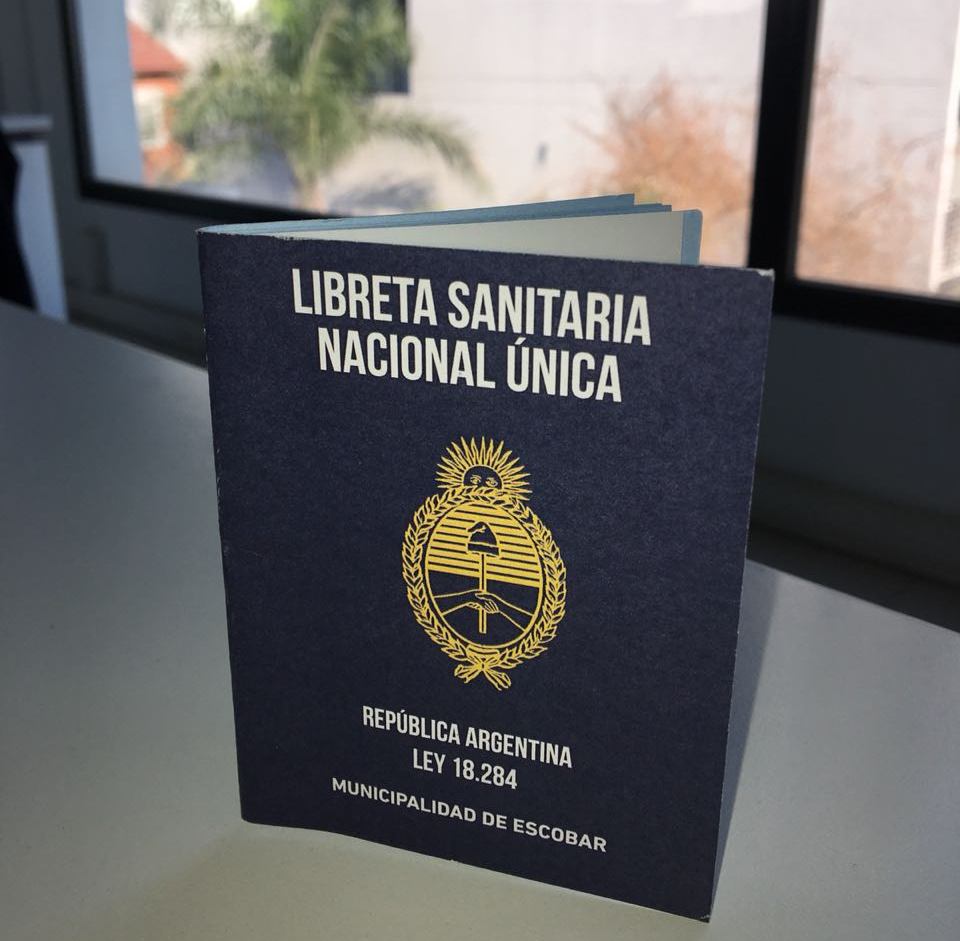 LIBRETA SANITARIA
NACIONAL ÚNICA
REPÚBLICA ARGENTINA
LEY 18.284
MUNICIPALIDAD DE ESCOBAR